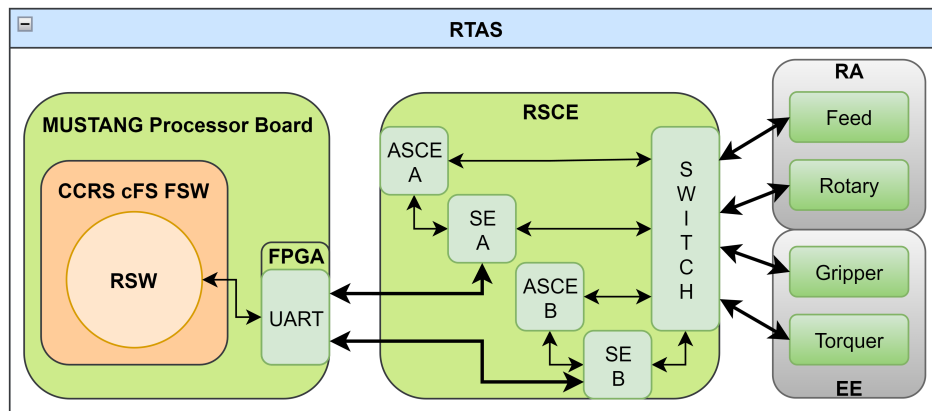 RTAS
MUSTANG Processor Board
CCRS cFS FSW
RSW
FPGA
UART
RSCE
ASCE
A
SE
A
ASCE
B
SE
B
S
W
I
T
C
H
RA
Feed
Rotary
Gripper
Torquer
EE